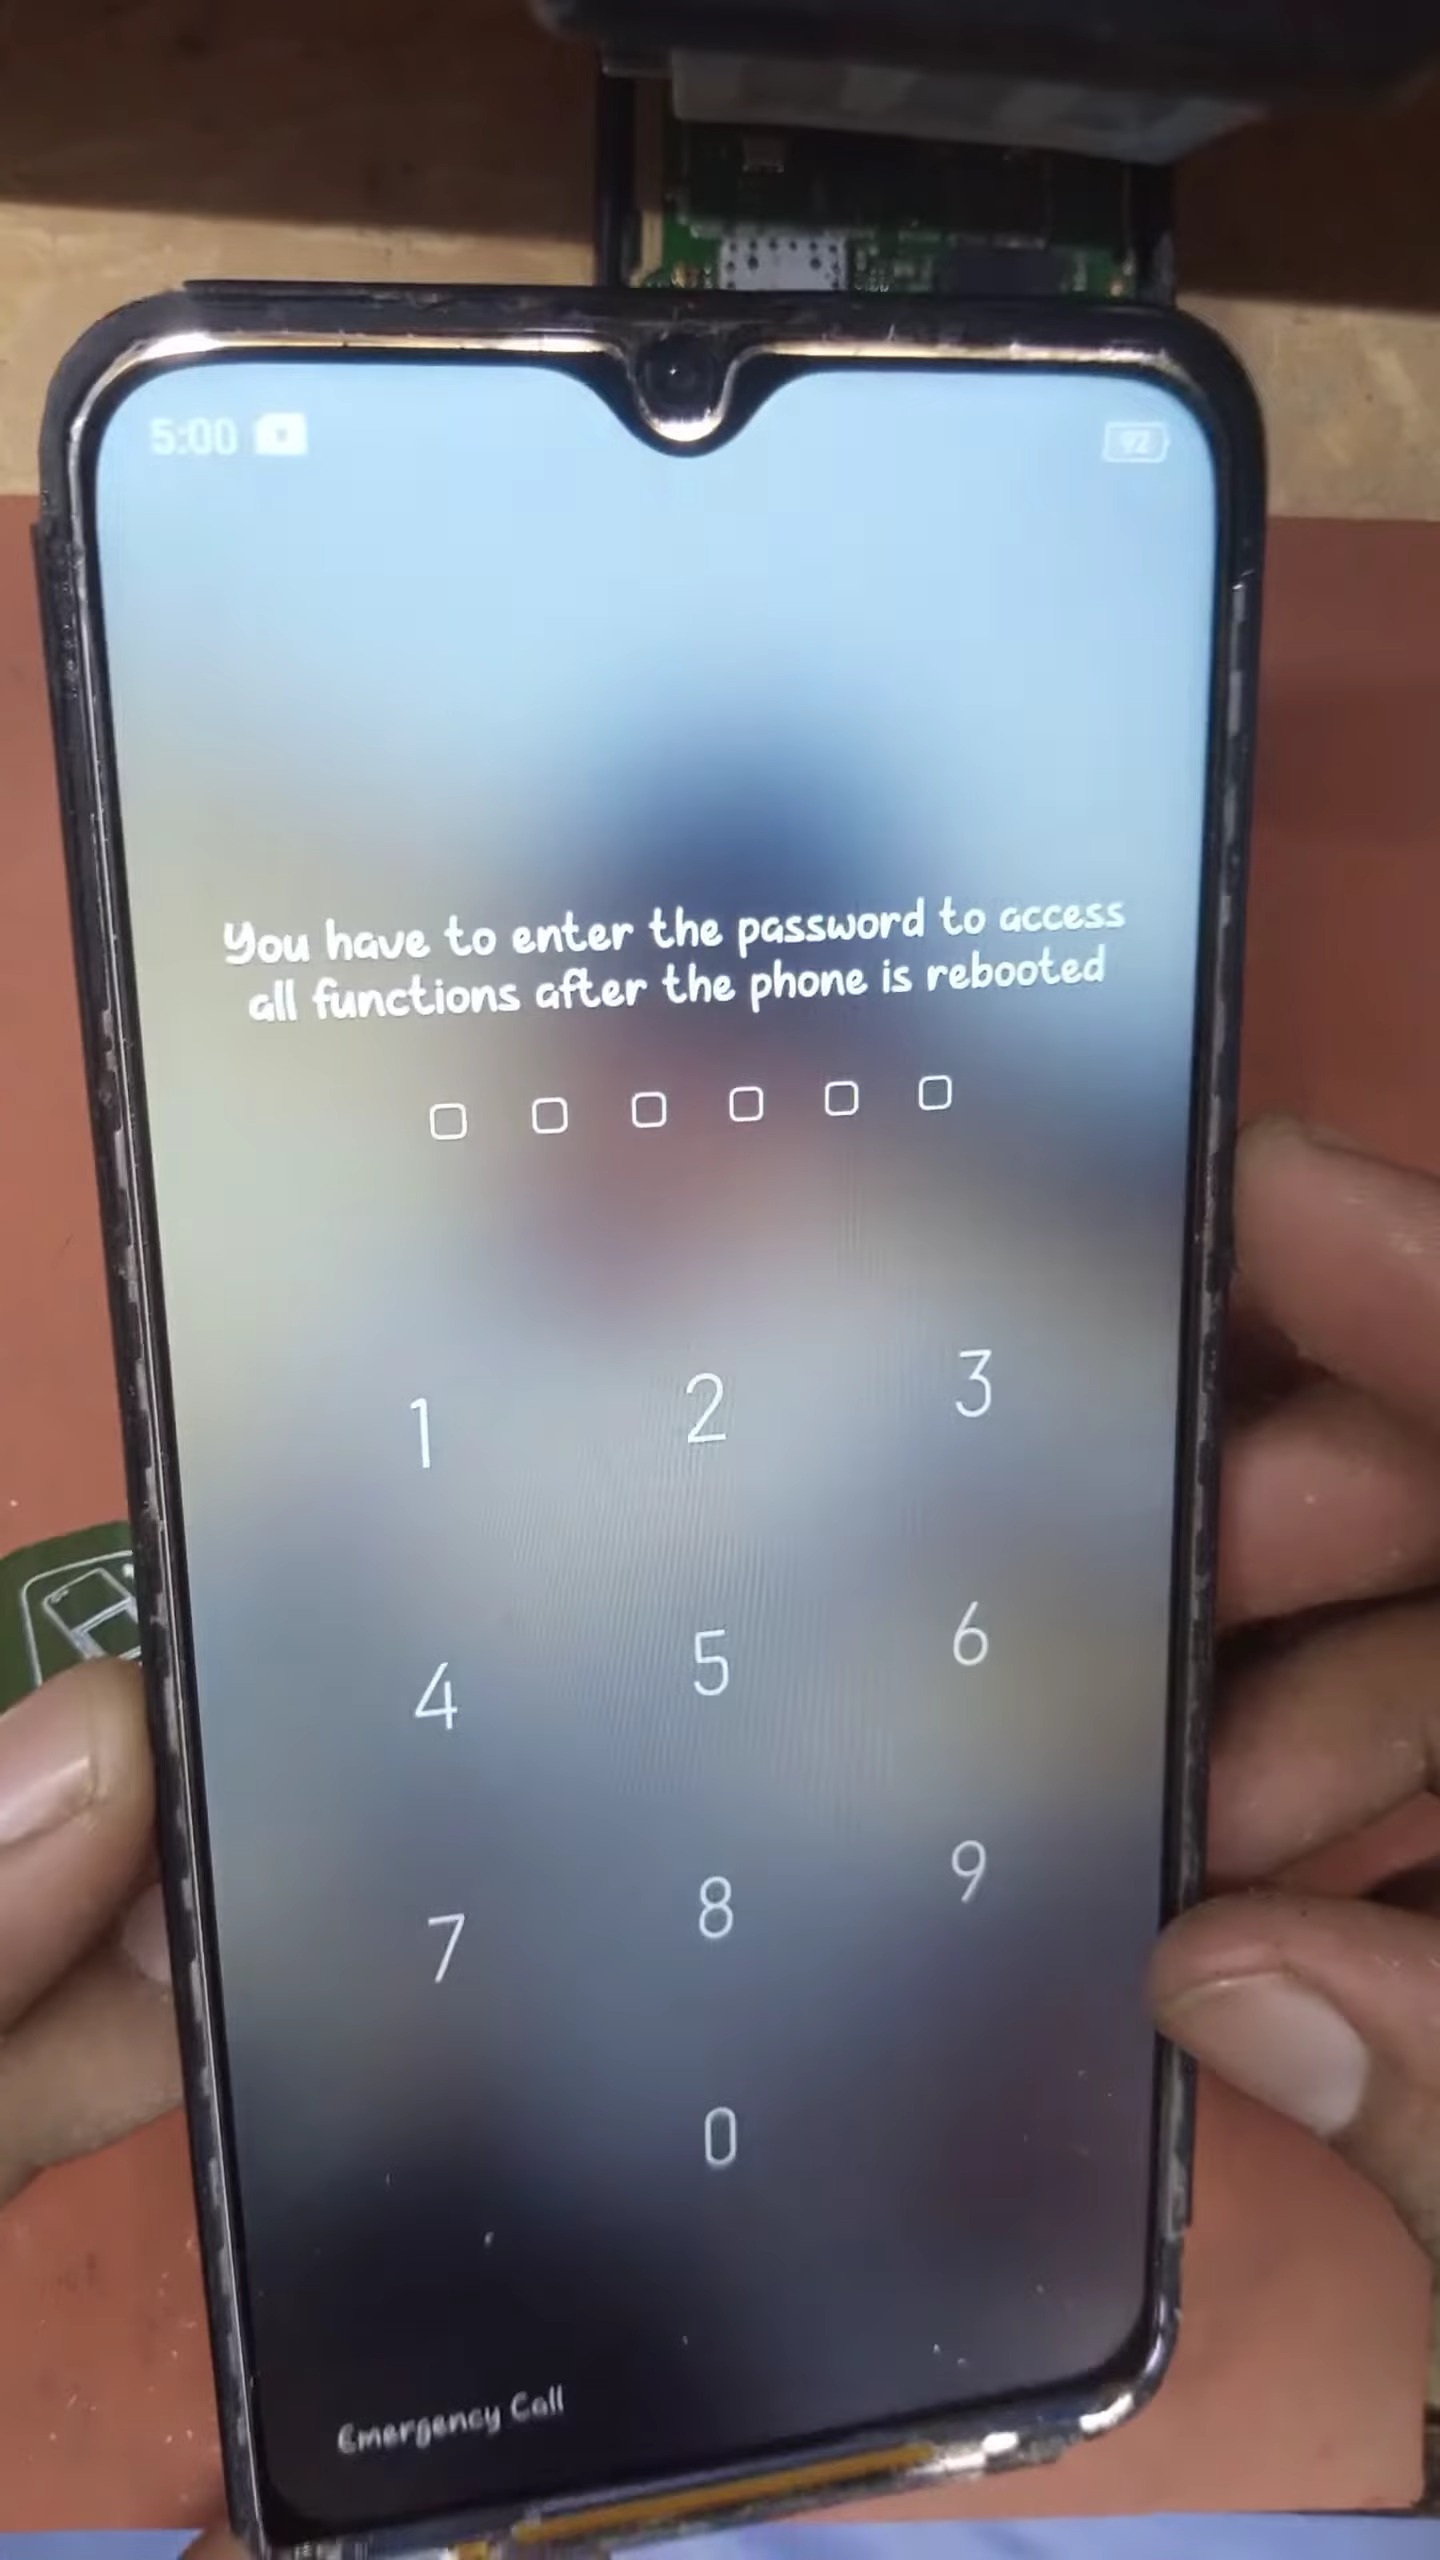 5:00
92
You have to enter the password to access
all functions after the phone is rebooted
1 2 3
4 5 6
7 8 9
0
Emergency Call